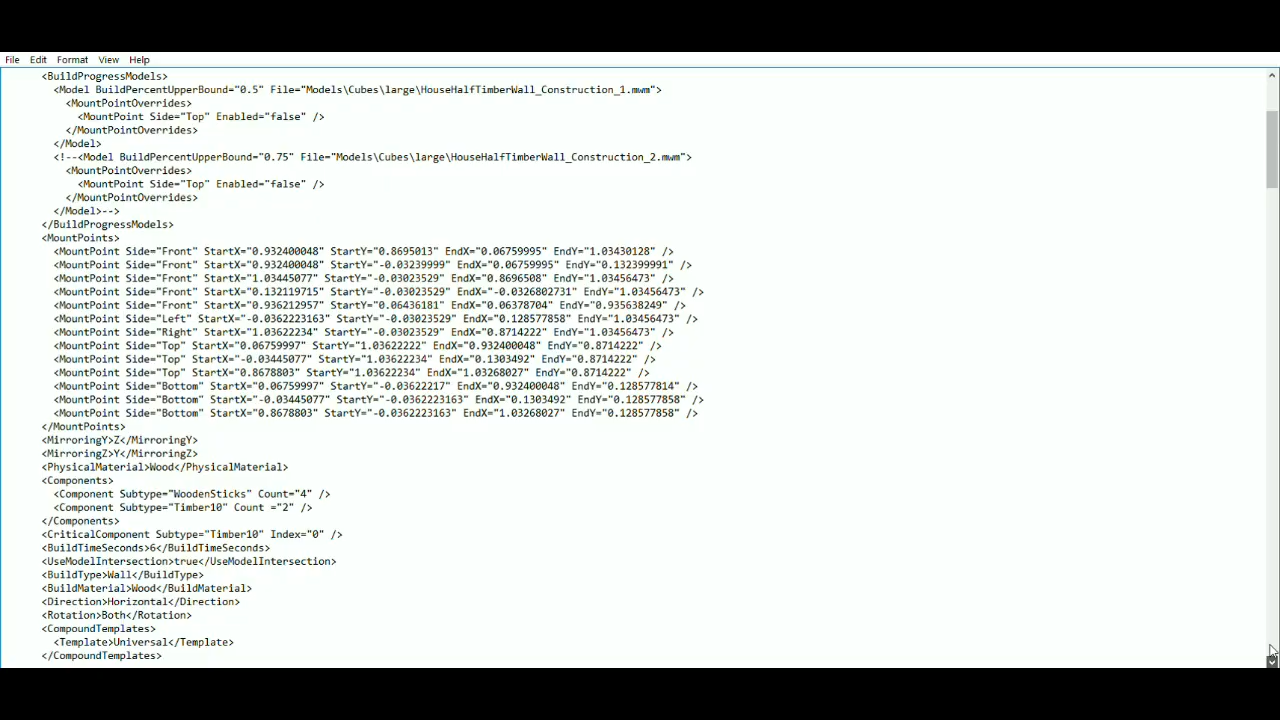 File Edit Format View Help
<BuildProgressModels>
<Model BuildPercentUpperBound="0.5" File="Models\Cubes\large\HouseHalfTimberWall_Construction_1.mwm">
<MountPointOverrides>
<MountPoint Side="Top" Enabled="false" />
</MountPointOverrides>
</Model>
<!--<Model BuildPercentUpperBound="0.75" File="Models\Cubes\large\HouseHalfTimberWall_Construction_2.mwm">
<MountPointOverrides>
<MountPoint Side="Top" Enabled="false" />
</MountPointOverrides>
</Model>-->
</BuildProgressModels>
<MountPoints>
<MountPoint Side="Front" StartX="0.932400048" StartY="0.8695013" EndX="0.06759995" EndY="1.03430128" />
<MountPoint Side="Front" StartX="0.932400048" StartY="-0.03239999" EndX="0.06759995" EndY="0.132399991" />
<MountPoint Side="Front" StartX="1.03445077" StartY="-0.03023529" EndX="0.8696508" EndY="1.03456473" />
<MountPoint Side="Front" StartX="0.132119715" StartY="-0.03023529" EndX="-0.0326802731" EndY="1.03456473" />
<MountPoint Side="Front" StartX="0.936212957" StartY="0.06436181" EndX="0.06378704" EndY="0.935638249" />
<MountPoint Side="Left" StartX="-0.0362223163" StartY="-0.03023529" EndX="0.128577858" EndY="1.03456473" />
<MountPoint Side="Right" StartX="1.03622234" StartY="-0.03023529" EndX="0.8714222" EndY="1.03456473" />
<MountPoint Side="Top" StartX="0.06759997" StartY="1.03622222" EndX="0.932400048" EndY="0.8714222" />
<MountPoint Side="Top" StartX="-0.03445077" StartY="1.03622234" EndX="0.1303492" EndY="0.8714222" />
<MountPoint Side="Top" StartX="0.8678803" StartY="1.03622234" EndX="1.03268027" EndY="0.8714222" />
<MountPoint Side="Bottom" StartX="0.06759997" StartY="-0.03622217" EndX="0.932400048" EndY="0.128577814" />
<MountPoint Side="Bottom" StartX="-0.03445077" StartY="-0.0362223163" EndX="0.1303492" EndY="0.128577858" />
<MountPoint Side="Bottom" StartX="0.8678803" StartY="-0.0362223163" EndX="1.03268027" EndY="0.128577858" />
</MountPoints>
<MirroringY>Z</MirroringY>
<MirroringZ>Y</MirroringZ>
<PhysicalMaterial>Wood</PhysicalMaterial>
<Components>
<Component Subtype="WoodenSticks" Count="4" />
<Component Subtype="Timber10" Count ="2" />
</Components>
<CriticalComponent Subtype="Timber10" Index="0" />
<BuildTimeSeconds>6</BuildTimeSeconds>
<UseModelIntersection>true</UseModelIntersection>
<BuildType>Wall</BuildType>
<BuildMaterial>Wood</BuildMaterial>
<Direction>Horizontal</Direction>
<Rotation>Both</Rotation>
<CompoundTemplates>
<Template>Universal</Template>
</CompoundTemplates>